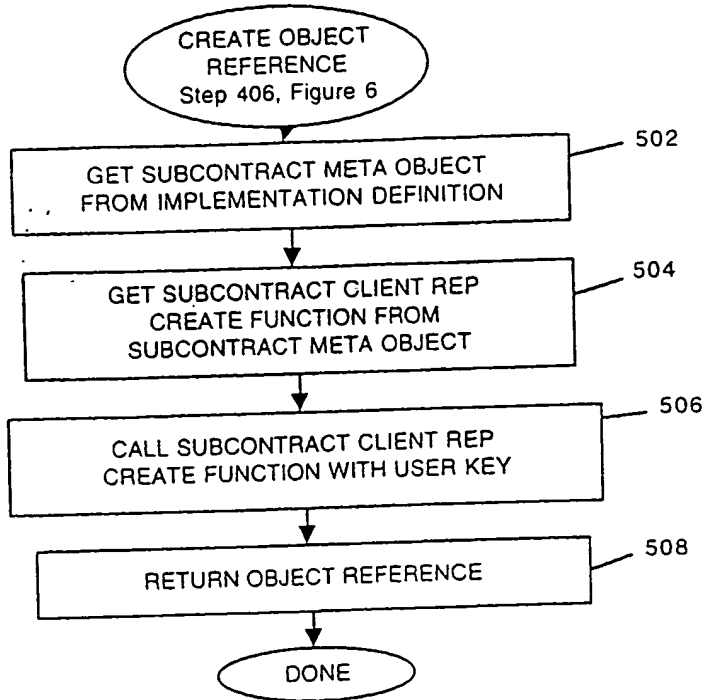 CREATE OBJECT
REFERENCE
Step 406, Figure 6
502
GET SUBCONTRACT META OBJECT
FROM IMPLEMENTATION DEFINITION
504
GET SUBCONTRACT CLIENT REP
CREATE FUNCTION FROM
SUBCONTRACT META OBJECT
506
CALL SUBCONTRACT CLIENT REP
CREATE FUNCTION WITH USER KEY
508
RETURN OBJECT REFERENCE
DONE